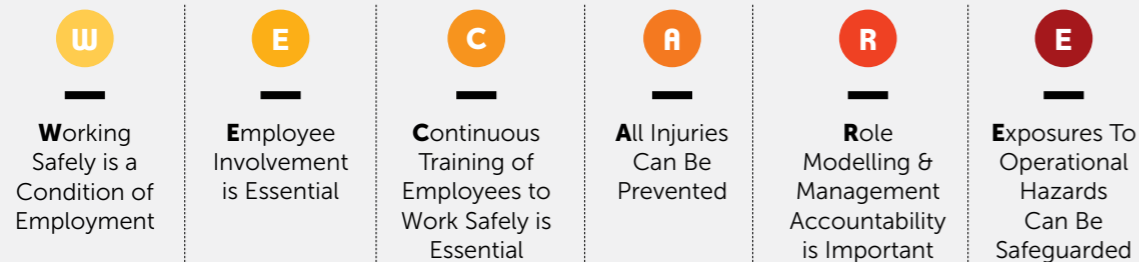 W
Working
Safely is a
Condition of
Employment
E
Employee
Involvement
is Essential
C
Continuous
Training of
Employees to
Work Safely is
Essential
A
All Injuries
Can Be
Prevented
R
Role
Modelling &
Management
Accountability
is Important
E
Exposures To
Operational
Hazards
Can Be
Safeguarded